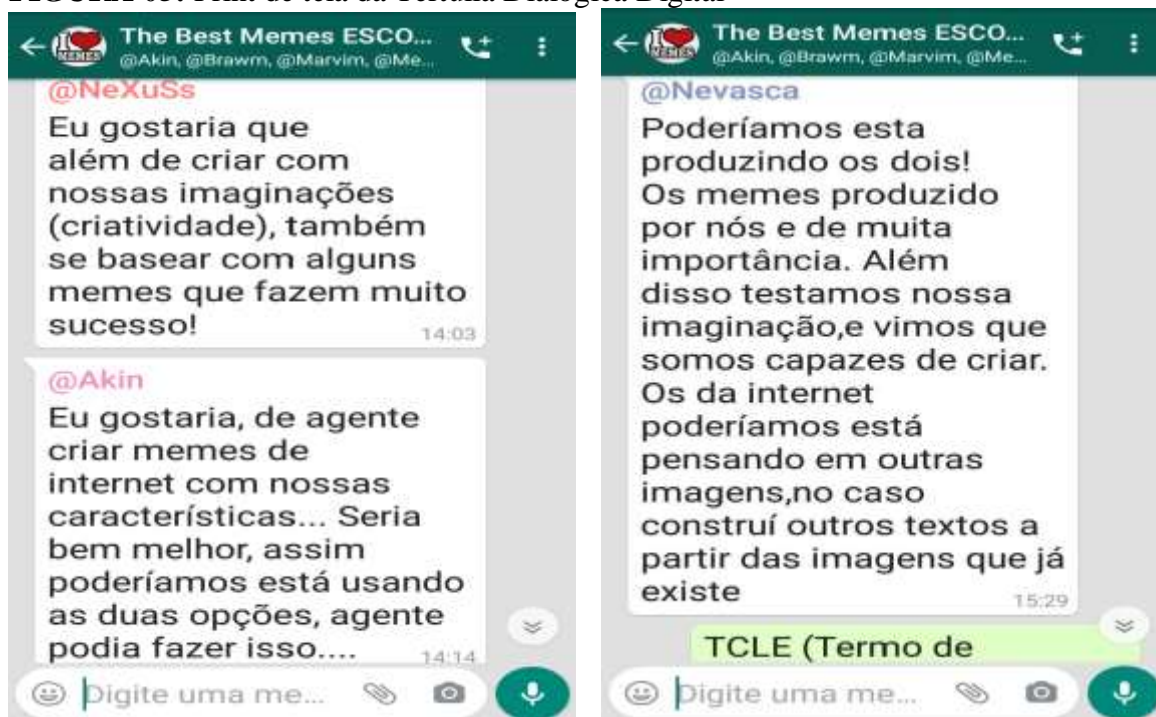 The Best Memes ESCO...
@Akin, @Brawm, @Marvim, @Me...
@NeXuSs
Eu gostaria que
além de criar com
nossas imaginações
(criatividade), também
se basear com alguns
memes que fazem muito
sucesso!
14:03
@Akin
Eu gostaria, de agente
criar memes de
internet com nossas
características... Seria
bem melhor, assim
poderíamos está usando
as duas opções, agente
podia fazer isso....
14:14
Digite uma me...
The Best Memes ESCO...
@Akin, @Brawm, @Marvim, @Me...
@Nevasca
Poderíamos esta
produzindo os dois!
Os memes produzido
por nós e de muita
importância. Além
disso testamos nossa
imaginação,e vimos que
somos capazes de criar.
Os da internet
poderíamos está
pensando em outras
imagens,no caso
construí outros textos a
partir das imagens que já
existe
15:29
TCLE (Termo de
Digite uma me...